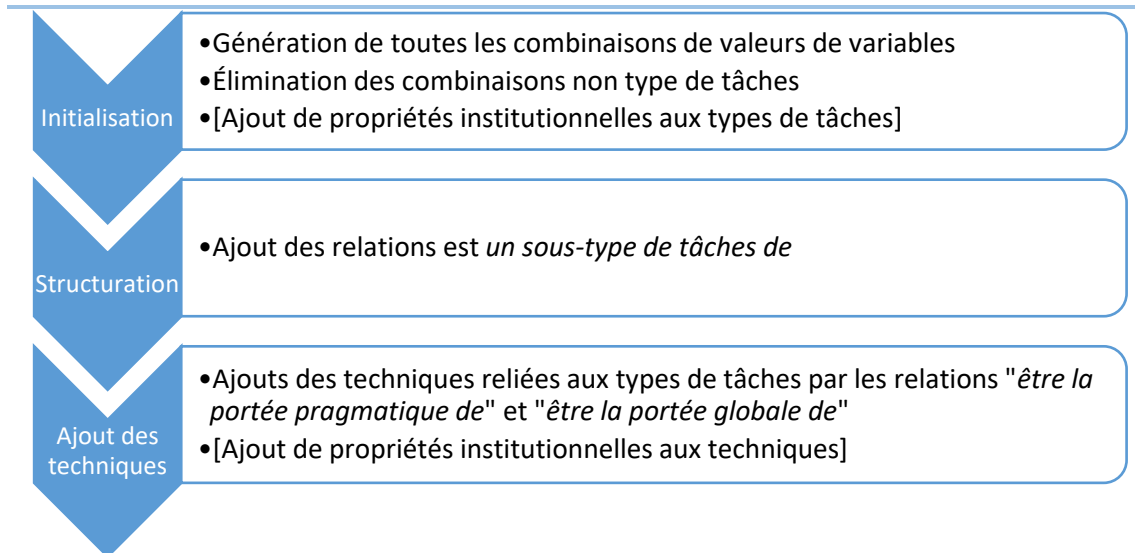 Initialisation
•Génération de toutes les combinaisons de valeurs de variables
•Élimination des combinaisons non type de tâches
•[Ajout de propriétés institutionnelles aux types de tâches]
Structuration
•Ajout des relations est un sous-type de tâches de
Ajout des
techniques
•Ajouts des techniques reliées aux types de tâches par les relations "être la
portée pragmatique de" et "être la portée globale de"
•[Ajout de propriétés institutionnelles aux techniques]